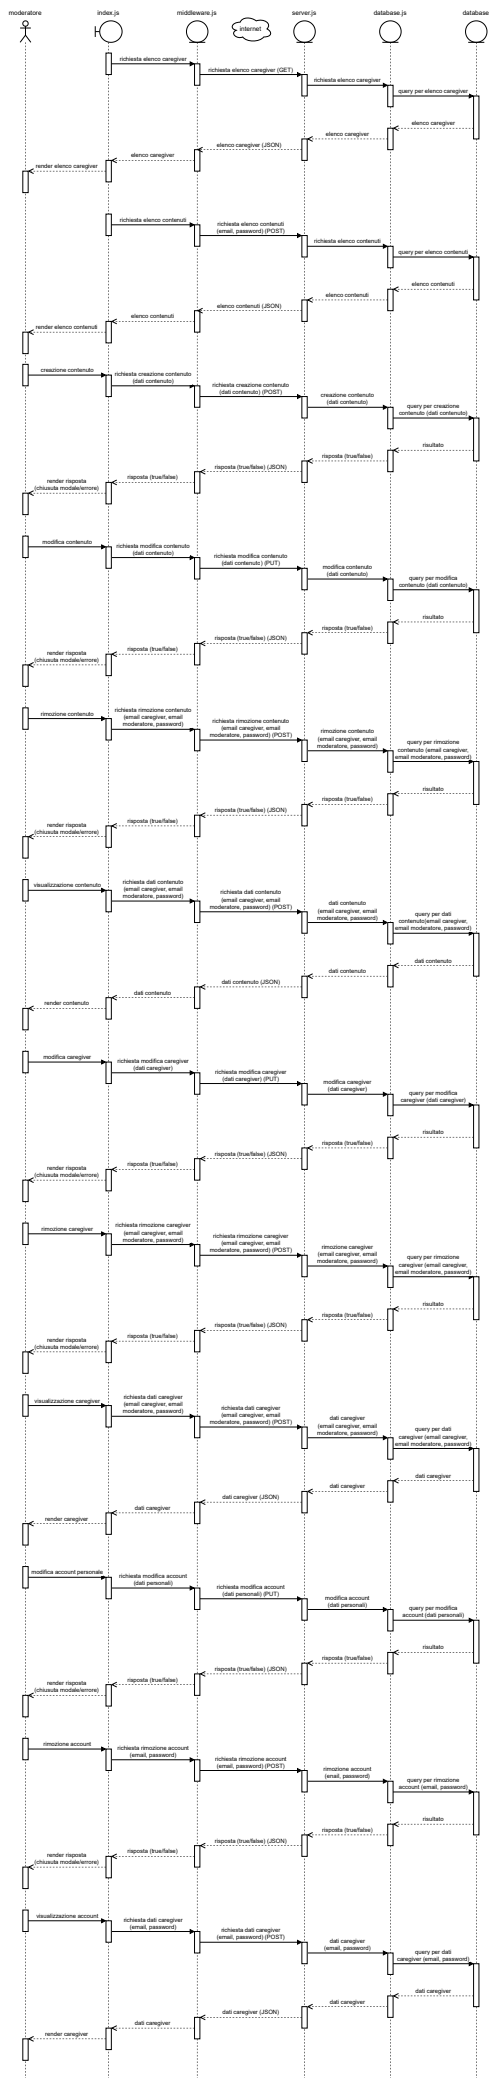 moderatore
index.js
middleware.js
internet
server.js
database.js
database
richiesta elenco caregiver
richiesta elenco caregiver (GET)
richiesta elenco caregiver
query per elenco caregiver
elenco caregiver
elenco caregiver
elenco caregiver (JSON)
elenco caregiver
render elenco caregiver
richiesta elenco contenuti
richiesta elenco contenuti
(email, password) (POST)
richiesta elenco contenuti
query per elenco contenuti
elenco contenuti
elenco contenuti
elenco contenuti (JSON)
elenco contenuti
render elenco contenuti
creazione contenuto
richiesta creazione contenuto
(dati contenuto)
richiesta creazione contenuto
(dati contenuto) (POST)
creazione contenuto
(dati contenuto)
query per creazione
contenuto (dati contenuto)
risultato
risposta (true/false)
risposta (true/false) (JSON)
risposta (true/false)
render risposta
(chiusuta modale/errore)
modifica contenuto
richiesta modifica contenuto
(dati contenuto)
richiesta modifica contenuto
(dati contenuto) (PUT)
modifica contenuto
(dati contenuto)
query per modifica
contenuto (dati contenuto)
risultato
risposta (true/false)
risposta (true/false) (JSON)
risposta (true/false)
render risposta
(chiusuta modale/errore)
rimozione contenuto
richiesta rimozione contenuto
(email caregiver, email
moderatore, password)
richiesta rimozione contenuto
(email caregiver, email
moderatore, password) (POST)
rimozione contenuto
(email caregiver, email
moderatore, password)
query per rimozione
contenuto (email caregiver,
email moderatore, password)
risultato
risposta (true/false)
risposta (true/false) (JSON)
risposta (true/false)
render risposta
(chiusuta modale/errore)
visualizzazione contenuto
richiesta dati contenuto
(email caregiver, email
moderatore, password)
richiesta dati contenuto
(email caregiver, email
moderatore, password) (POST)
dati contenuto
(email caregiver, email
moderatore, password)
query per dati
contenuto(email caregiver,
email moderatore, password)
dati contenuto
dati contenuto
dati contenuto (JSON)
dati contenuto
render contenuto
modifica caregiver
richiesta modifica caregiver
(dati caregiver)
richiesta modifica caregiver
(dati caregiver) (PUT)
modifica caregiver
(dati caregiver)
query per modifica
caregiver (dati caregiver)
risultato
risposta (true/false)
risposta (true/false) (JSON)
risposta (true/false)
render risposta
(chiusuta modale/errore)
rimozione caregiver
richiesta rimozione caregiver
(email caregiver, email
moderatore, password)
richiesta rimozione caregiver
(email caregiver, email
moderatore, password) (POST)
rimozione caregiver
(email caregiver, email
moderatore, password)
query per rimozione
caregiver (email caregiver,
email moderatore, password)
risultato
risposta (true/false)
risposta (true/false) (JSON)
risposta (true/false)
render risposta
(chiusuta modale/errore)
visualizzazione caregiver
richiesta dati caregiver
(email caregiver, email
moderatore, password)
richiesta dati caregiver
(email caregiver, email
moderatore, password) (POST)
dati caregiver
(email caregiver, email
moderatore, password)
query per dati
caregiver (email caregiver,
email moderatore, password)
dati caregiver
dati caregiver
dati caregiver (JSON)
dati caregiver
render caregiver
modifica account personale
richiesta modifica account
(dati personali)
richiesta modifica account
(dati personali) (PUT)
modifica account
(dati personali)
query per modifica
account (dati personali)
risultato
risposta (true/false)
risposta (true/false) (JSON)
risposta (true/false)
render risposta
(chiusuta modale/errore)
rimozione account
richiesta rimozione account
(email, password)
richiesta rimozione account
(email, password) (POST)
rimozione account
(email, password)
query per rimozione
account (email, password)
risultato
risposta (true/false)
risposta (true/false) (JSON)
risposta (true/false)
render risposta
(chiusuta modale/errore)
visualizzazione account
richiesta dati caregiver
(email, password)
richiesta dati caregiver
(email, password) (POST)
dati caregiver
(email, password)
query per dati
caregiver (email, password)
dati caregiver
dati caregiver
dati caregiver (JSON)
dati caregiver
render caregiver